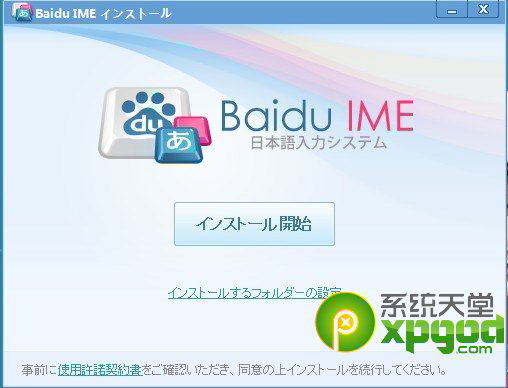 Baidu IME インストール
du
あ
Baidu IME
日本語入力システム
インストール開始
インストールするフォルダーの設定
系统天堂
xpgod.com
事前に使用許諾契約書をご確認いただき、同意の上インストールを続行してください。